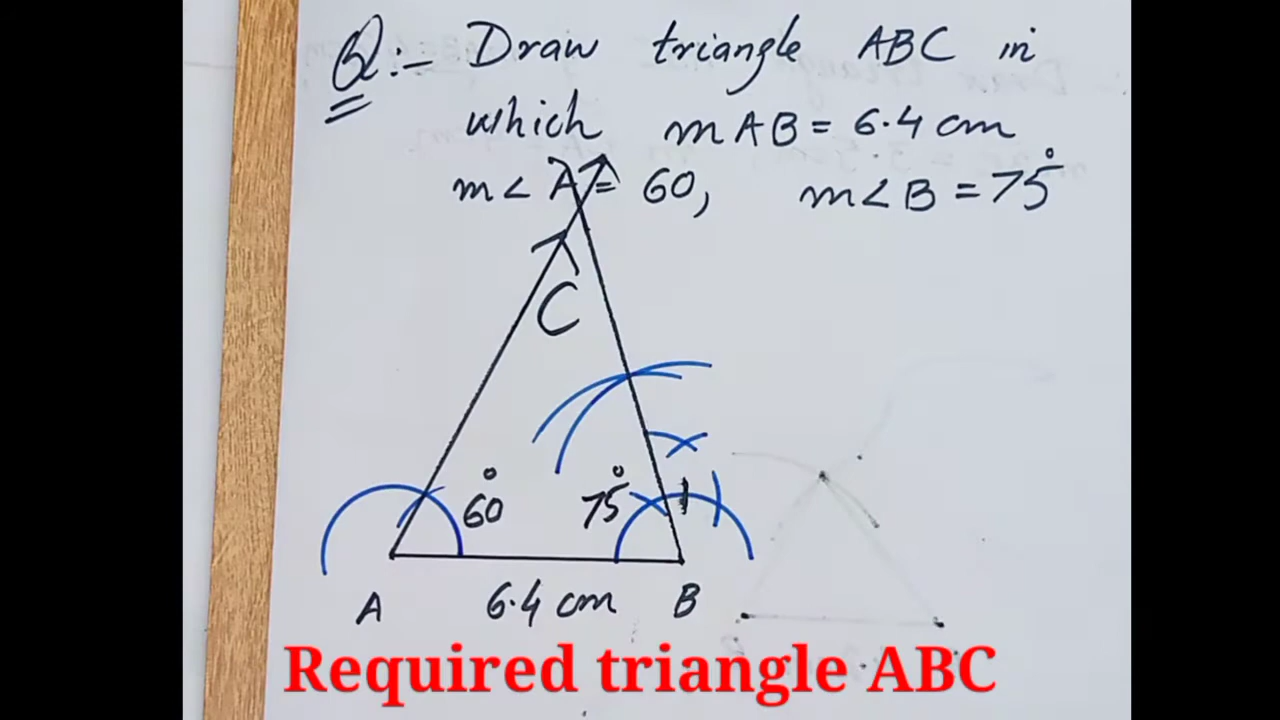 Q:- Draw triangle ABC in
which mAB = 6.4 cm
m∠A = 60, m∠B = 75°
C
60° 75°
A 6.4 cm B
Required triangle ABC